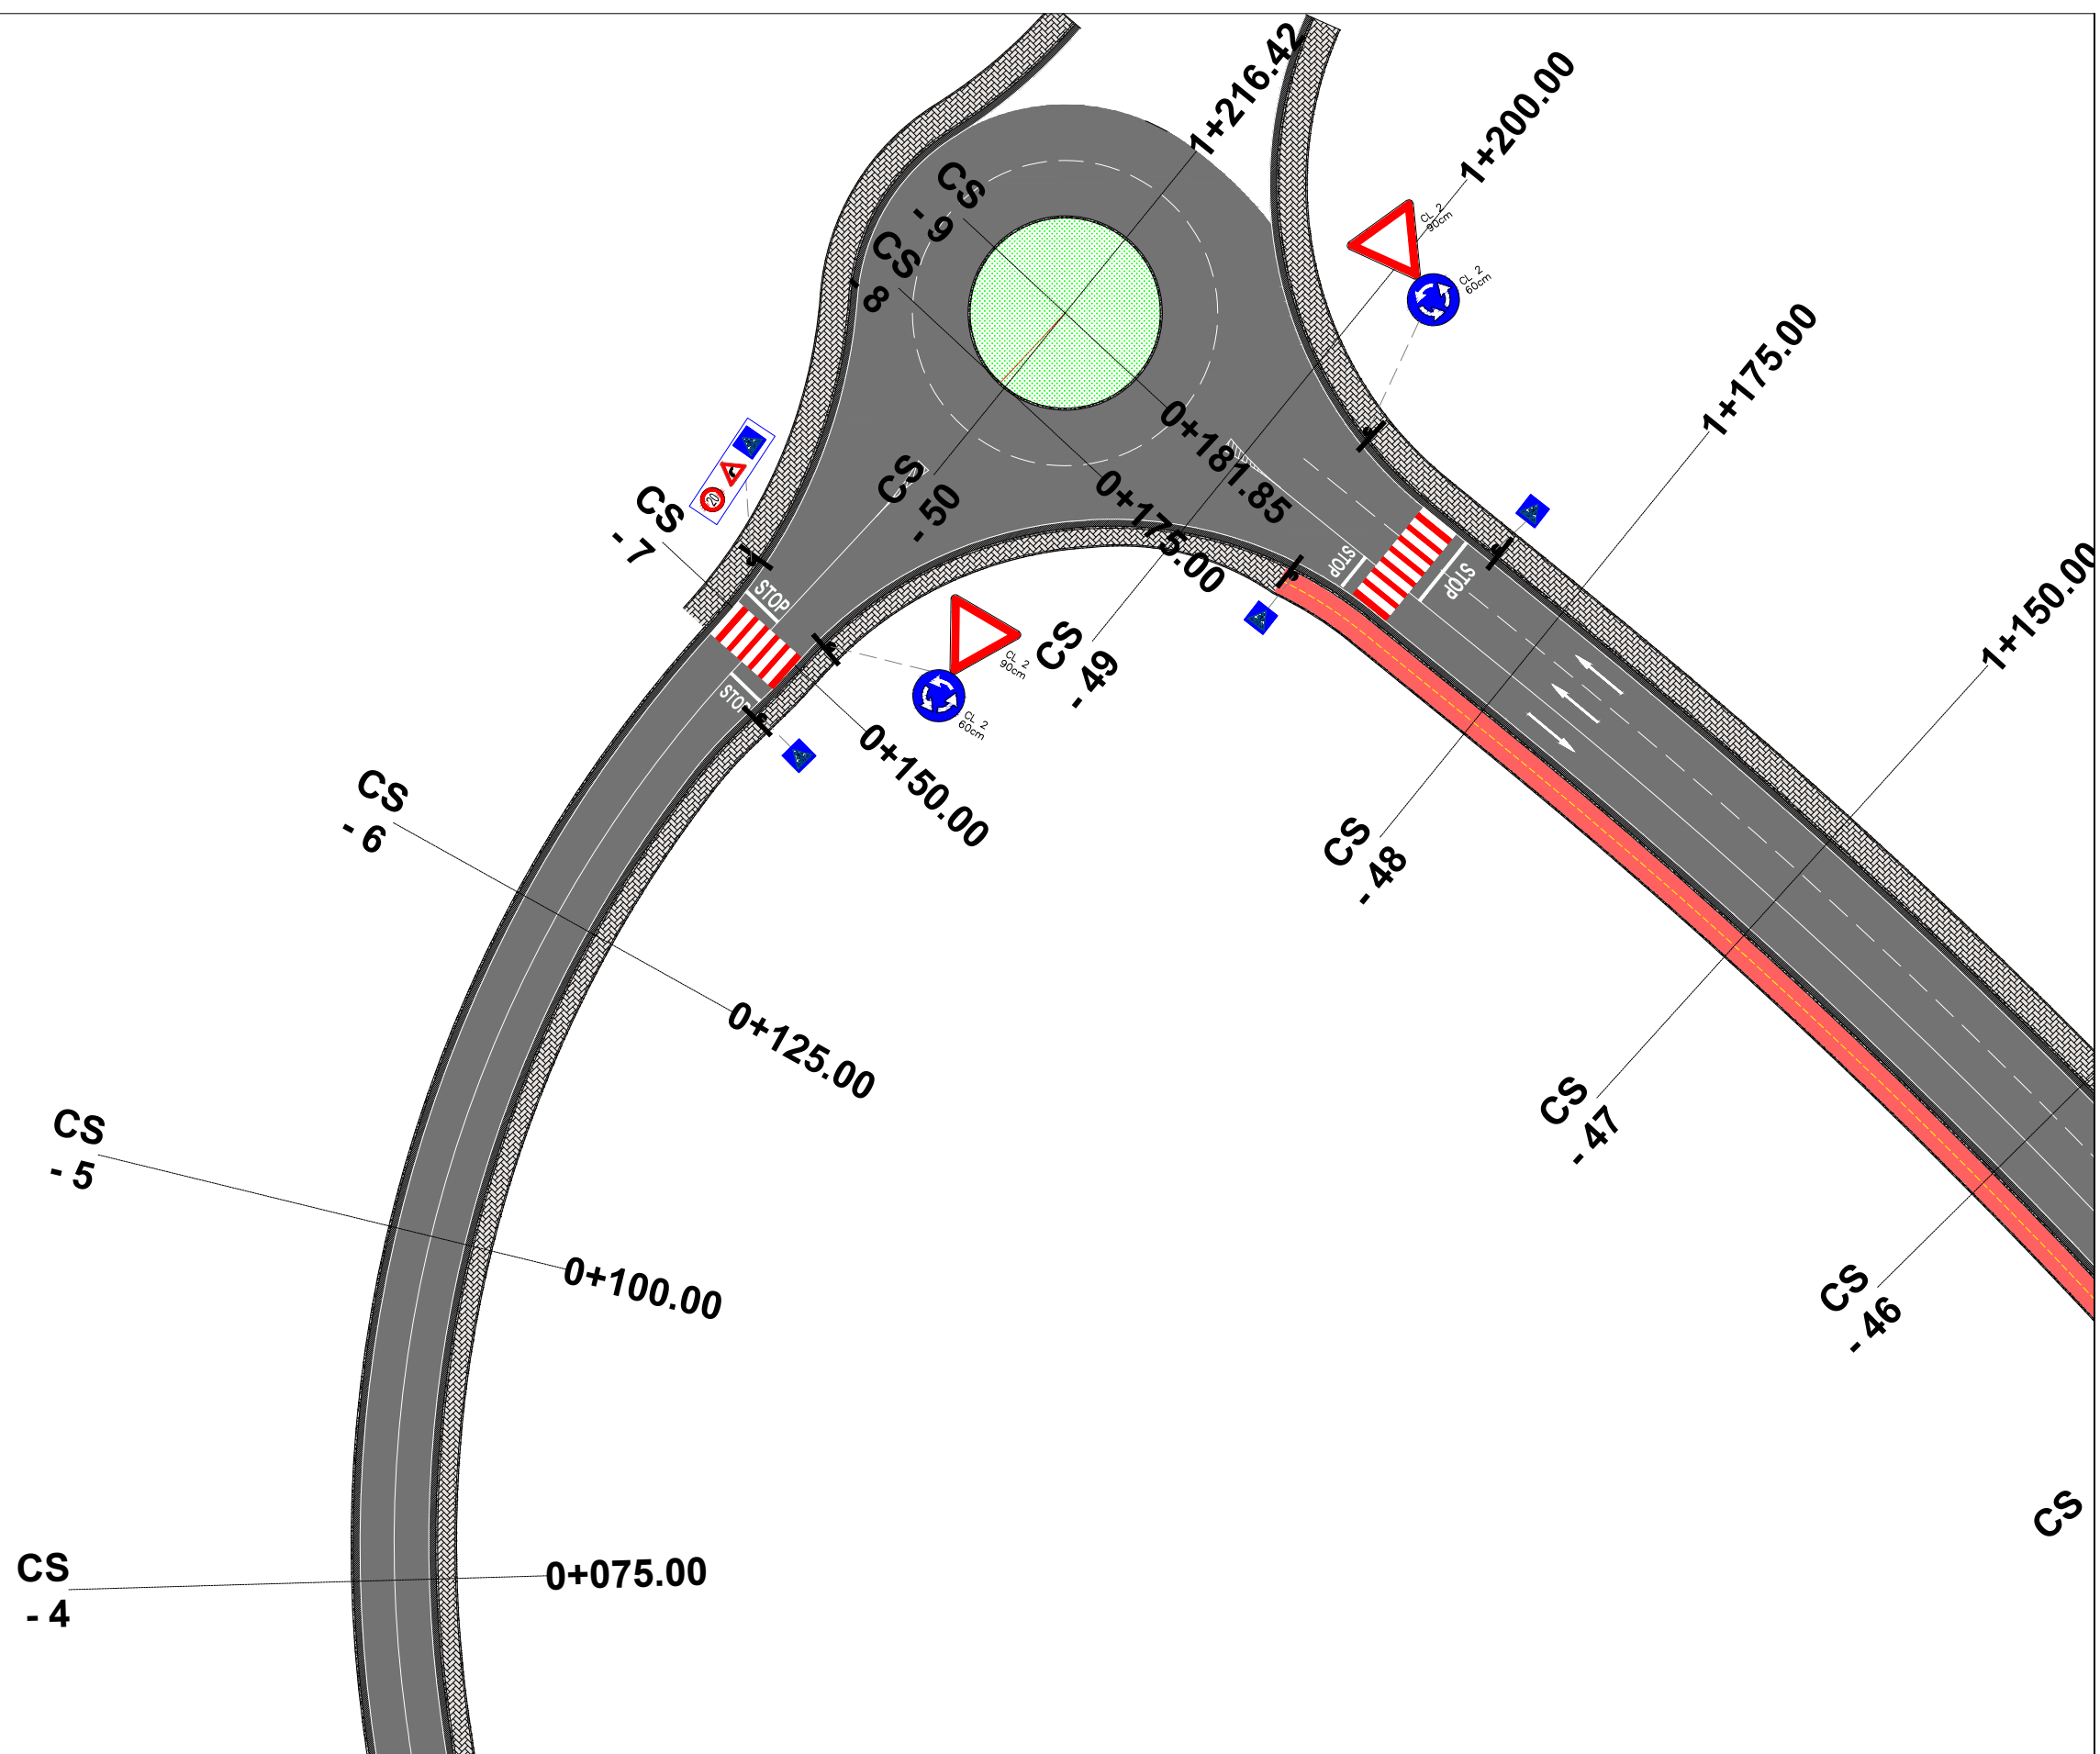 1+216.42
1+200.00
CS
- 9
CS
- 8
CL 2
90cm
CL 2
60cm
1+175.00
0+181.85
CS
- 50
0+175.00
20
CS
- 7
STOP
STOP
STOP
STOP
1+150.00
CS
- 49
CL 2
90cm
CL 2
60cm
0+150.00
CS
- 6
CS
- 48
0+125.00
CS
- 47
CS
- 5
0+100.00
CS
- 46
CS
CS
- 4
0+075.00